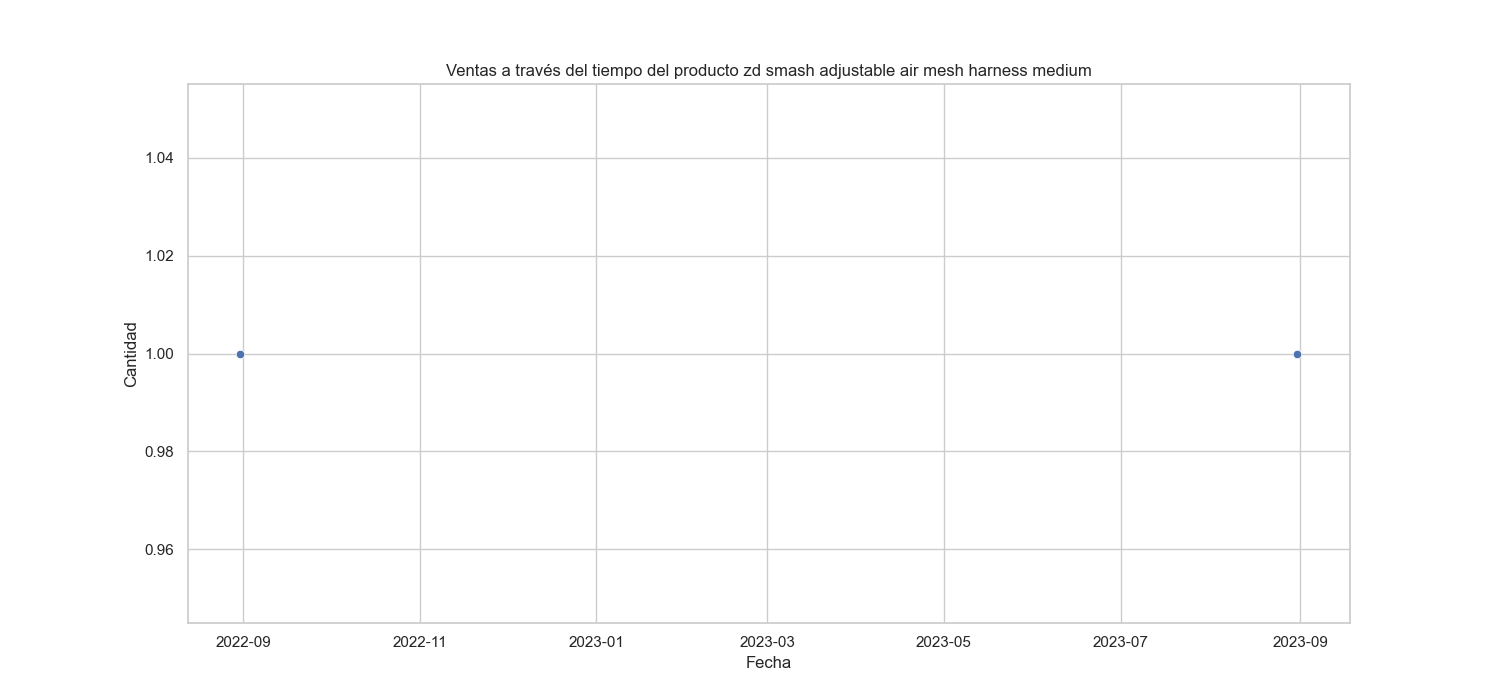 Ventas a través del tiempo del producto zd smash adjustable air mesh harness medium
1.04
1.02
1.00
0.98
0.96
Cantidad
2022-09 2022-11 2023-01 2023-03 2023-05 2023-07 2023-09
Fecha